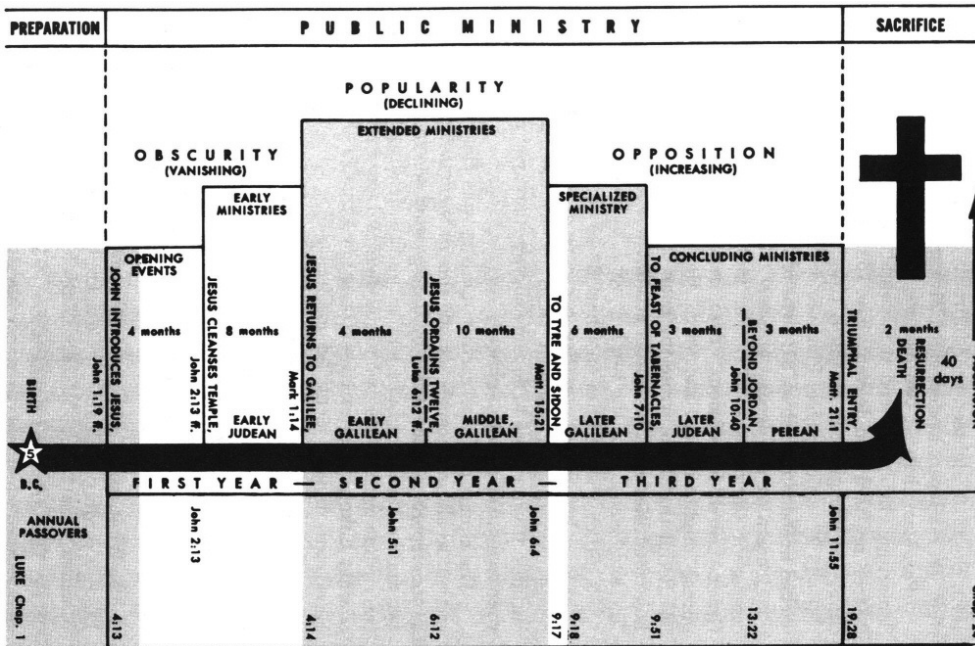 PREPARATION
PUBLIC MINISTRY
SACRIFICE
POPULARITY
(DECLINING)
EXTENDED MINISTRIES
OBSCURITY
(VANISHING)
OPPOSITION
(INCREASING)
EARLY
MINISTRIES
SPECIALIZED
MINISTRY
OPENING
EVENTS
CONCLUDING MINISTRIES
JOHN INTRODUCES JESUS,
John 1:19 ff.
4 months
JESUS CLEANSES TEMPLE,
John 2:13 ff.
8 months
JESUS RETURNS TO GALILEE,
Mark 1:14
4 months
JESUS ORDAINS TWELVE,
Luke 6:12 ff.
10 months
TO TYRE AND SIDON,
Matt. 15:21
6 months
TO FEAST OF TABERNACLES,
John 7:10
3 months
BEYOND JORDAN,
John 10:40
3 months
TRIUMPHAL ENTRY,
Matt. 21:1
2 months
RESURRECTION
DEATH
40
days
BIRTH
EARLY
JUDEAN
EARLY
GALILEAN
MIDDLE,
GALILEAN
LATER
GALILEAN
LATER
JUDEAN
PEREAN
5
B.C,
FIRST YEAR — SECOND YEAR — THIRD YEAR
ANNUAL
PASSOVERS
John 2:13
John 5:1
John 6:4
John 11:55
LUKE Chap. 1
4:13
4:14
6:12
9:17
9:18
9:51
13:22
19:28